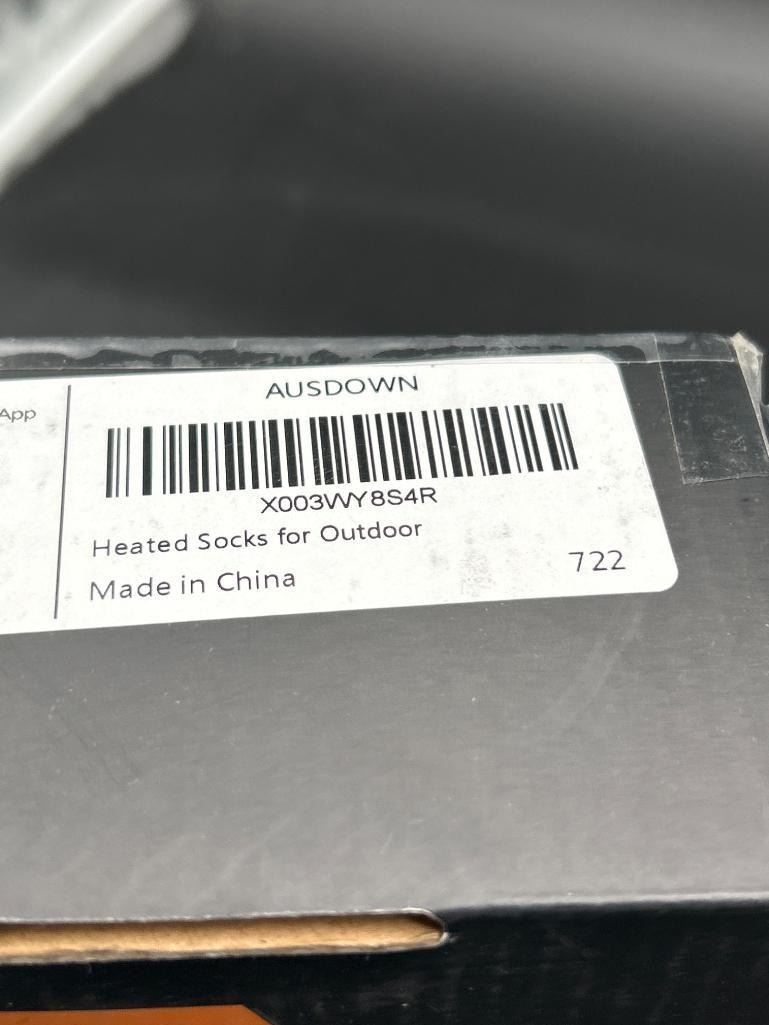 App
AUSDOWN
X003WY8S4R
Heated Socks for Outdoor
Made in China
722